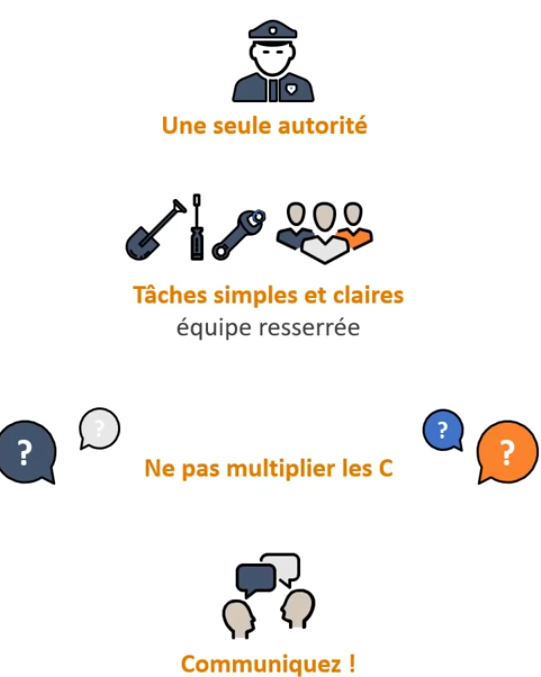 Une seule autorité
Tâches simples et claires
équipe resserrée
? ? ? ?
Ne pas multiplier les C
Communiquez !